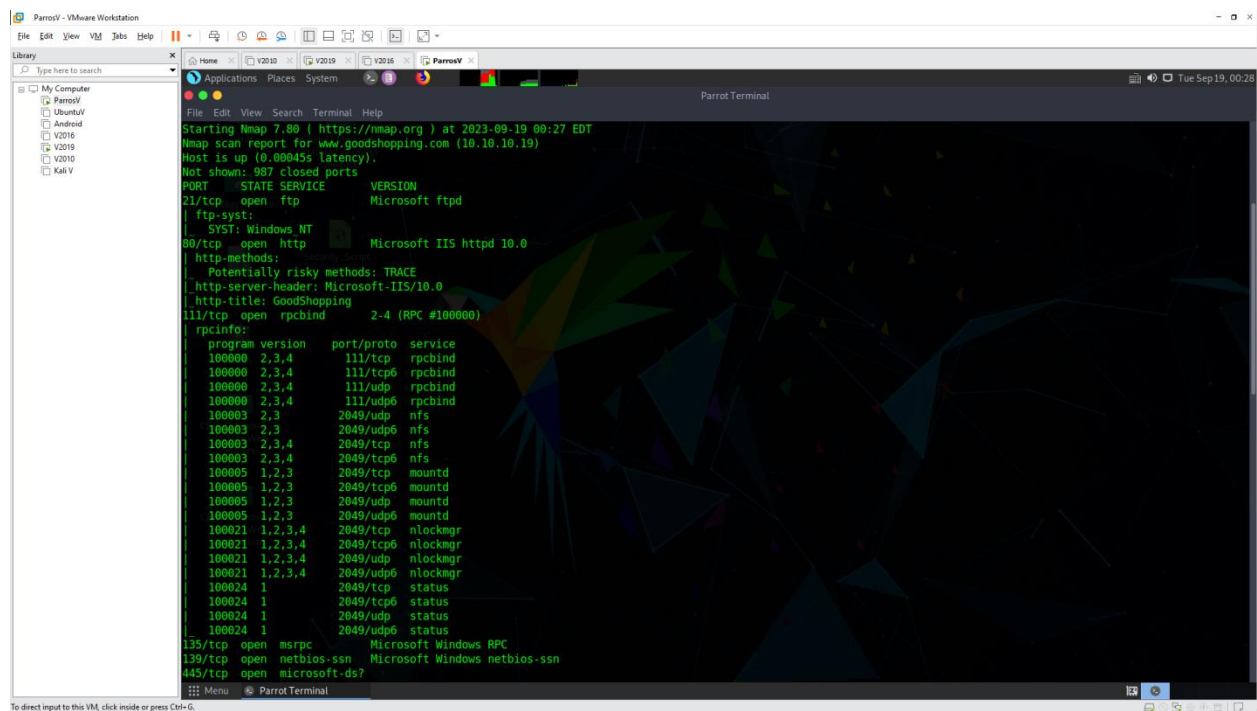 ParrosV - VMware Workstation
File Edit View VM Tabs Help
Library
Type here to search
My Computer
ParrosV
UbuntuV
Android
V2016
V2019
V2010
Kali V
Home V2010 V2019 V2016 ParrosV
Applications Places System Tue Sep 19, 00:28
Parrot Terminal
File Edit View Search Terminal Help
Starting Nmap 7.80 ( https://nmap.org ) at 2023-09-19 00:27 EDT
Nmap scan report for www.goodshopping.com (10.10.10.19)
Host is up (0.00045s latency).
Not shown: 987 closed ports
PORT STATE SERVICE VERSION
21/tcp open ftp Microsoft ftpd
| ftp-syst:
|_ SYST: Windows_NT
80/tcp open http Microsoft IIS httpd 10.0
| http-methods:
|_ Potentially risky methods: TRACE
|_http-server-header: Microsoft-IIS/10.0
|_http-title: GoodShopping
111/tcp open rpcbind 2-4 (RPC #100000)
| rpcinfo:
| program version port/proto service
| 100000 2,3,4 111/tcp rpcbind
| 100000 2,3,4 111/tcp6 rpcbind
| 100000 2,3,4 111/udp rpcbind
| 100000 2,3,4 111/udp6 rpcbind
| 100003 2,3 2049/udp nfs
| 100003 2,3 2049/udp6 nfs
| 100003 2,3,4 2049/tcp nfs
| 100003 2,3,4 2049/tcp6 nfs
| 100005 1,2,3 2049/tcp mountd
| 100005 1,2,3 2049/tcp6 mountd
| 100005 1,2,3 2049/udp mountd
| 100005 1,2,3 2049/udp6 mountd
| 100021 1,2,3,4 2049/tcp nlockmgr
| 100021 1,2,3,4 2049/tcp6 nlockmgr
| 100021 1,2,3,4 2049/udp nlockmgr
| 100021 1,2,3,4 2049/udp6 nlockmgr
| 100024 1 2049/tcp status
| 100024 1 2049/tcp6 status
| 100024 1 2049/udp status
|_ 100024 1 2049/udp6 status
135/tcp open msrpc Microsoft Windows RPC
139/tcp open netbios-ssn Microsoft Windows netbios-ssn
445/tcp open microsoft-ds?
Menu Parrot Terminal
To direct input to this VM, click inside or press Ctrl+G.